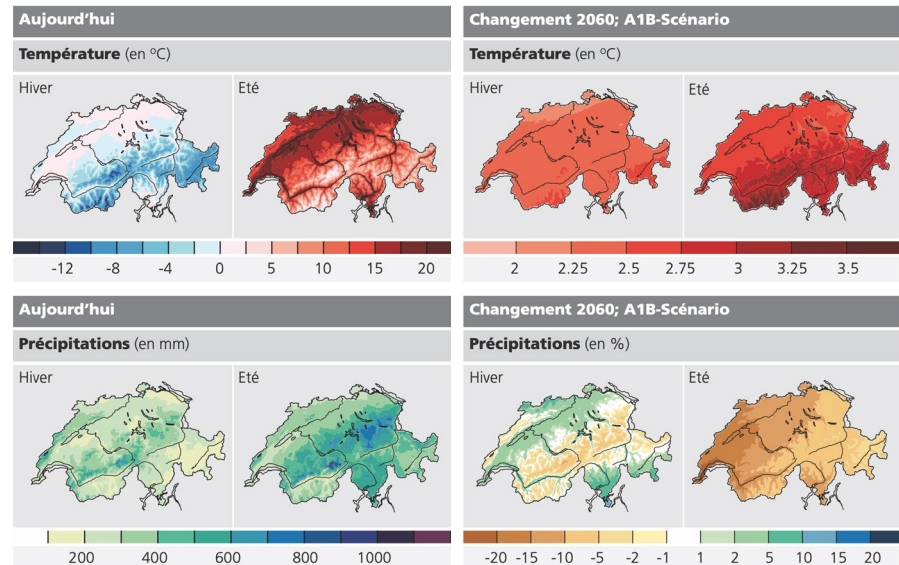 Aujourd'hui
Température (en ºC)
Hiver Eté
-12 -8 -4 0 5 10 15 20
Changement 2060; A1B-Scénario
Température (en ºC)
Hiver Eté
2 2.25 2.5 2.75 3 3.25 3.5
Aujourd'hui
Précipitations (en mm)
Hiver Eté
200 400 600 800 1000
Changement 2060; A1B-Scénario
Précipitations (en %)
Hiver Eté
-20 -15 -10 -5 -2 -1 1 2 5 10 15 20